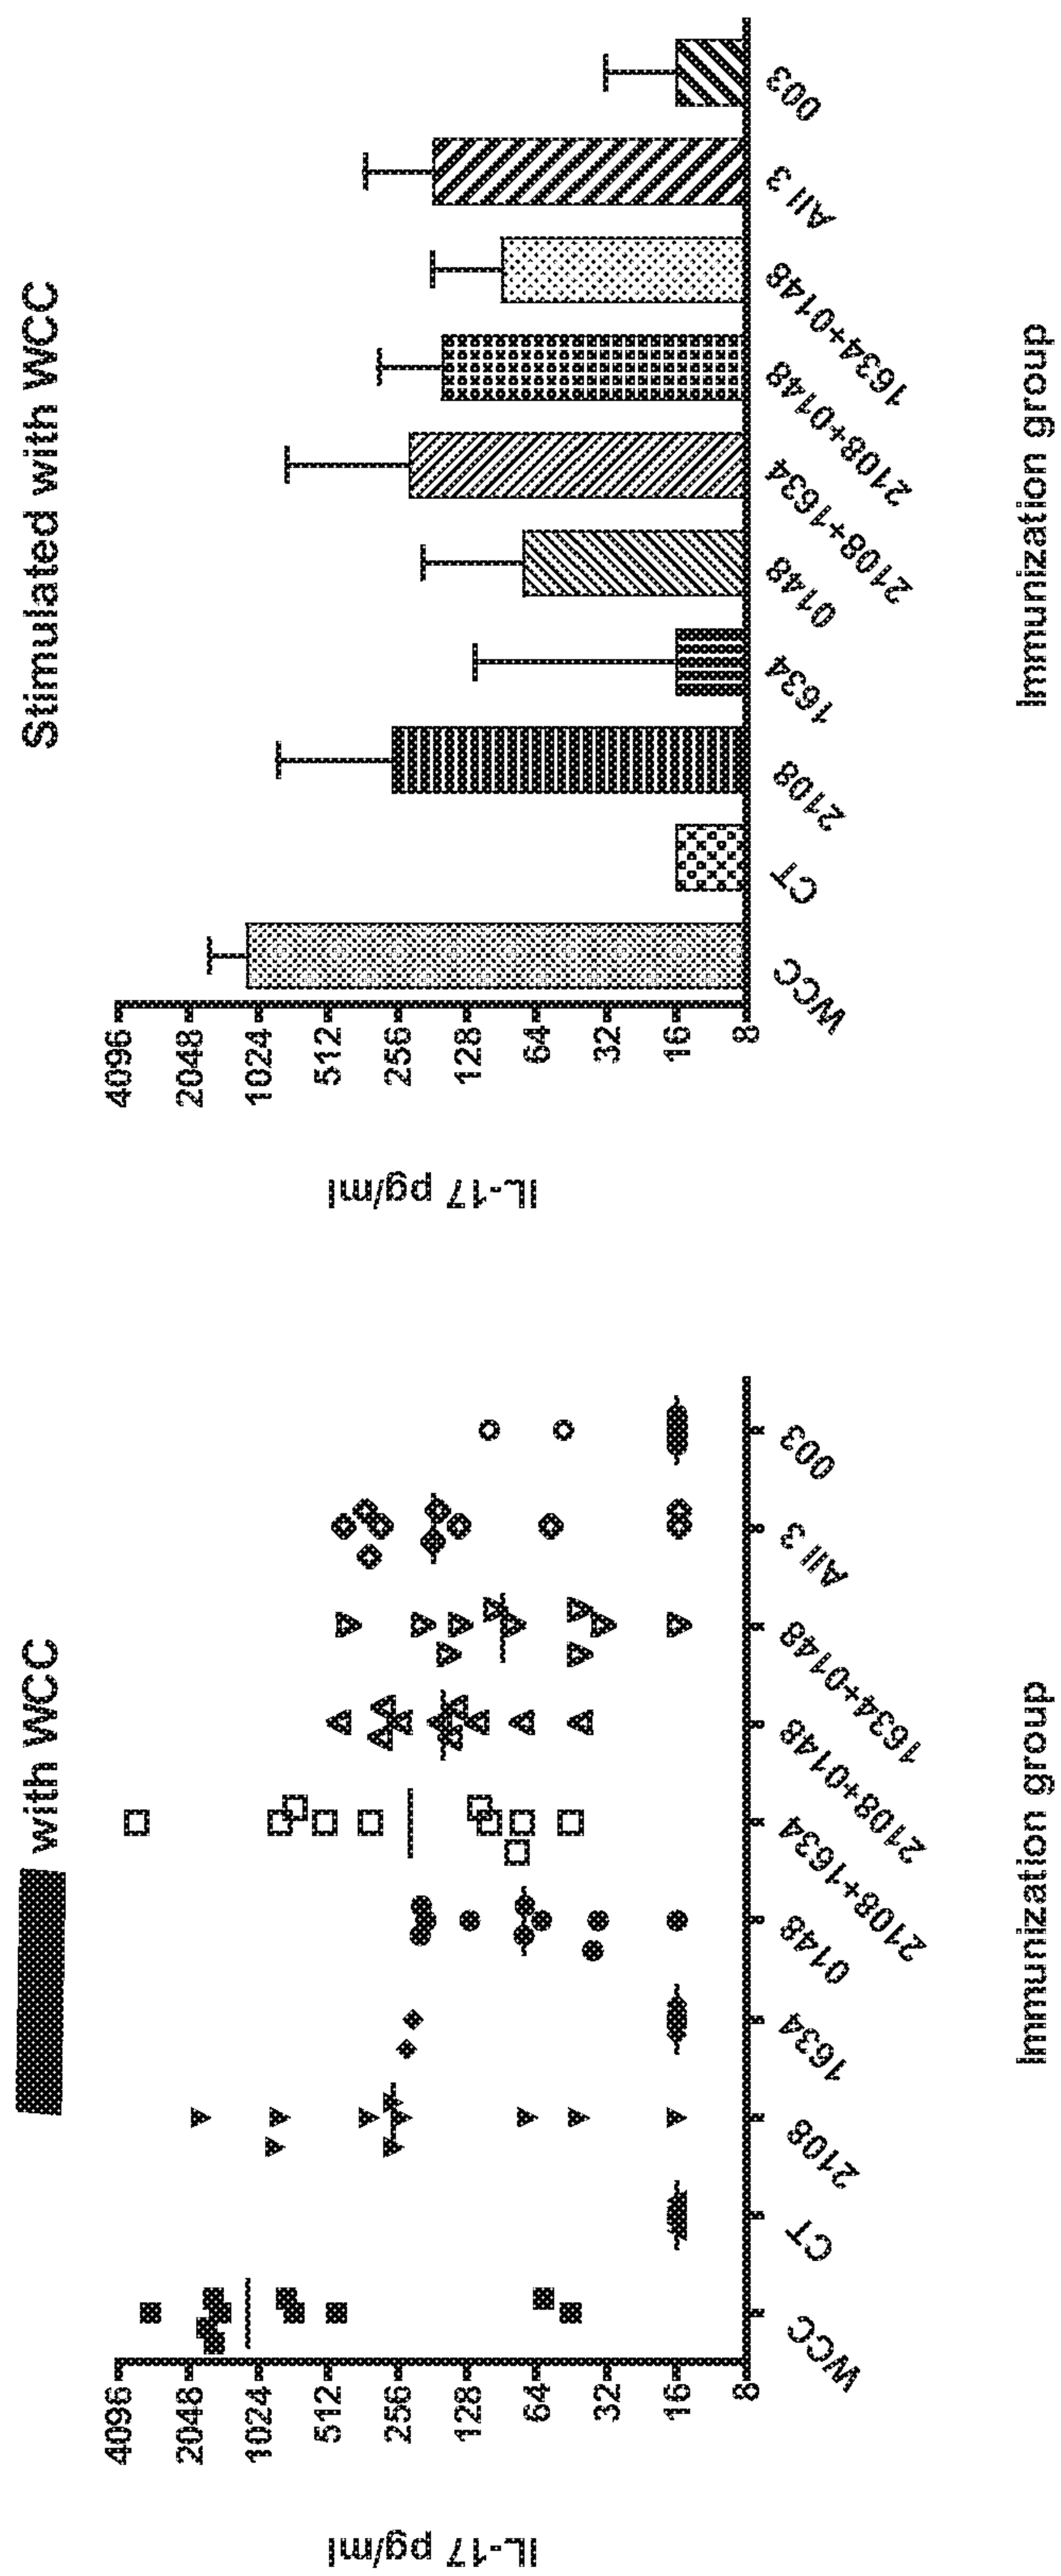 with WCC
IL-17 pg/ml
4096
2048
1024
512
256
128
64
32
16
8
WCC
CT
2108
1634
0148
2108+1634
2108+0148
1634+0148
All 3
003
Immunization group
Stimulated with WCC
IL-17 pg/ml
4096
2048
1024
512
256
128
64
32
16
8
WCC
CT
2108
1634
0148
2108+1634
2108+0148
1634+0148
All 3
003
Immunization group